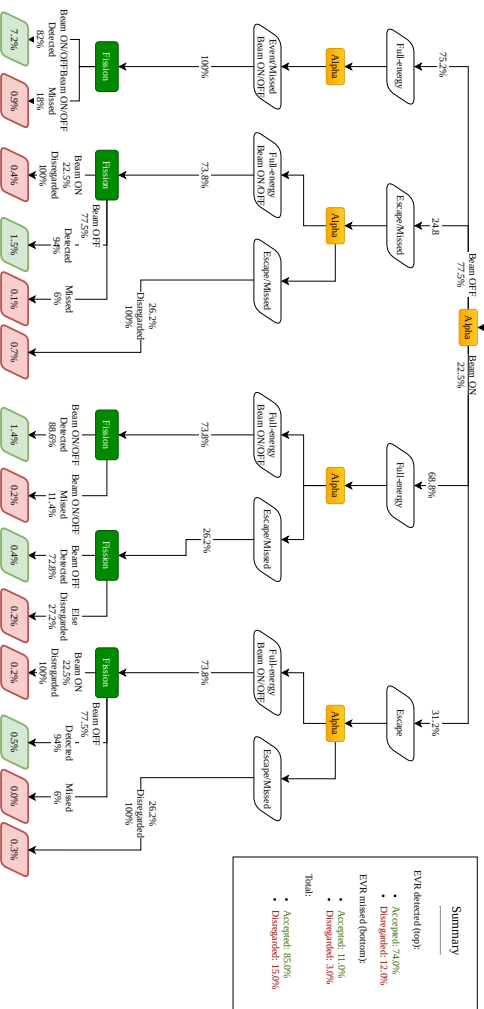 Alpha
Beam OFF
77.5%
Beam ON
22.5%
75.2%
24.8
68.8%
31.2%
Full-energy
Escape/Missed
Full-energy
Escape
Alpha
Alpha
Alpha
Alpha
Event/Missed
Beam ON/OFF
Full-energy
Beam ON/OFF
Escape/Missed
Full-energy
Beam ON/OFF
Escape/Missed
Full-energy
Beam ON/OFF
Escape/Missed
100%
73.8%
26.2%
Disregarded
100%
73.8%
26.2%
73.8%
26.2%
Disregarded
100%
Fission
Fission
Fission
Fission
Fission
Beam ON/OFF
Detected
82%
Beam ON/OFF
Missed
18%
Beam ON
22.5%
Disregarded
100%
Beam OFF
77.5%
Detected
94%
Missed
6%
Beam ON/OFF
Detected
88.6%
Beam ON/OFF
Missed
11.4%
Beam OFF
Detected
72.8%
Else
Disregarded
27.2%
Beam ON
22.5%
Disregarded
100%
Beam OFF
77.5%
Detected
94%
Missed
6%
7.2%
0.9%
0.4%
1.5%
0.1%
0.7%
1.4%
0.2%
0.4%
0.2%
0.2%
0.5%
0.0%
0.3%
Summary
EVR detected (top):
• Accepted: 74.0%
• Disregarded: 12.0%
EVR missed (bottom):
• Accepted: 11.0%
• Disregarded: 3.0%
Total:
• Accepted: 85.0%
• Disregarded: 15.0%